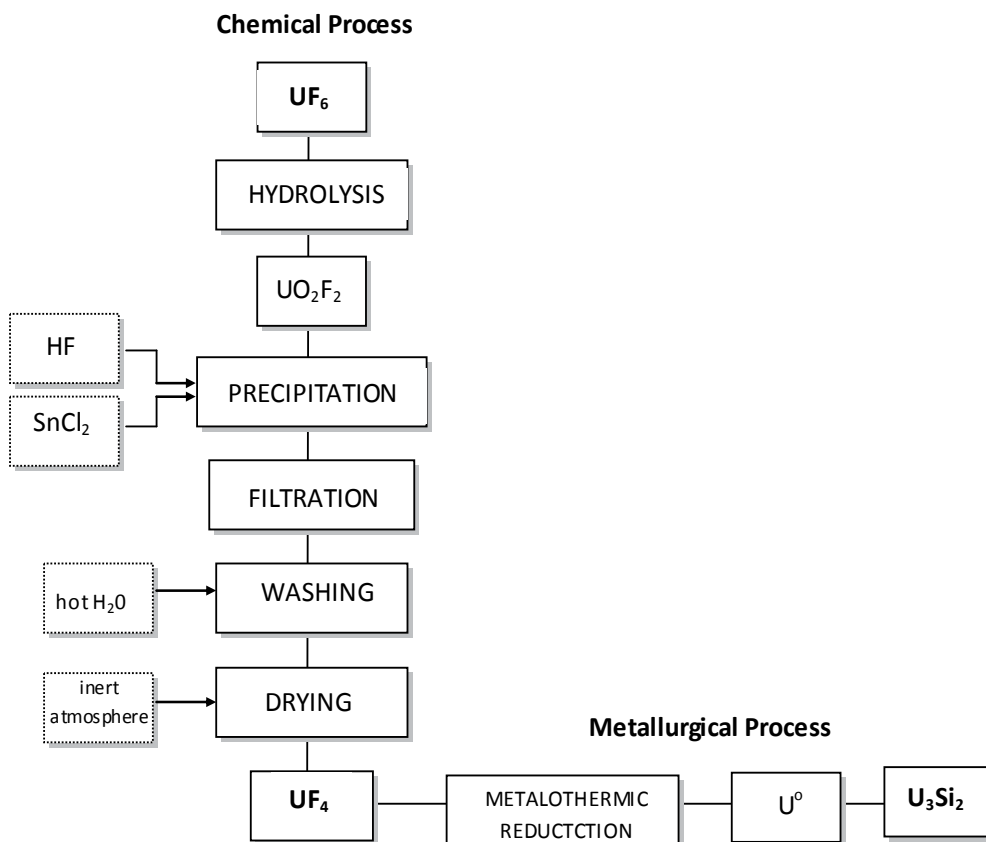 Chemical Process
UF₆
HYDROLYSIS
UO₂F₂
HF
PRECIPITATION
SnCl₂
FILTRATION
hot H₂0
WASHING
inert
atmosphere
DRYING
Metallurgical Process
UF₄
METALOTHERMIC
REDUCTCTION
U⁰
U₃Si₂